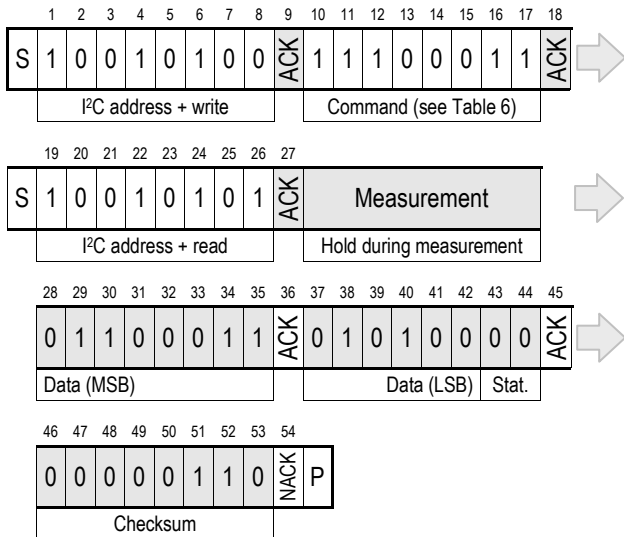 1 2 3 4 5 6 7 8 9 10 11 12 13 14 15 16 17 18
S 1 0 0 1 0 1 0 0 ACK 1 1 1 0 0 0 1 1 ACK
I²C address + write Command (see Table 6)
19 20 21 22 23 24 25 26 27
S 1 0 0 1 0 1 0 1 ACK Measurement
I²C address + read Hold during measurement
28 29 30 31 32 33 34 35 36 37 38 39 40 41 42 43 44 45
0 1 1 0 0 0 1 1 ACK 0 1 0 1 0 0 0 0 ACK
Data (MSB) Data (LSB) Stat.
46 47 48 49 50 51 52 53 54
0 0 0 0 0 1 1 0 NACK P
Checksum